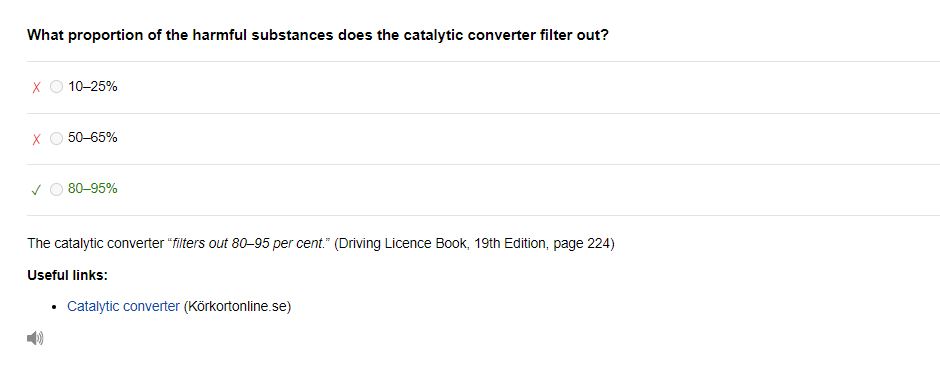 What proportion of the harmful substances does the catalytic converter filter out?
✗ 10–25%
✗ 50–65%
✓ 80–95%
The catalytic converter “filters out 80–95 per cent.” (Driving Licence Book, 19th Edition, page 224)
Useful links:
• Catalytic converter (Körkortonline.se)